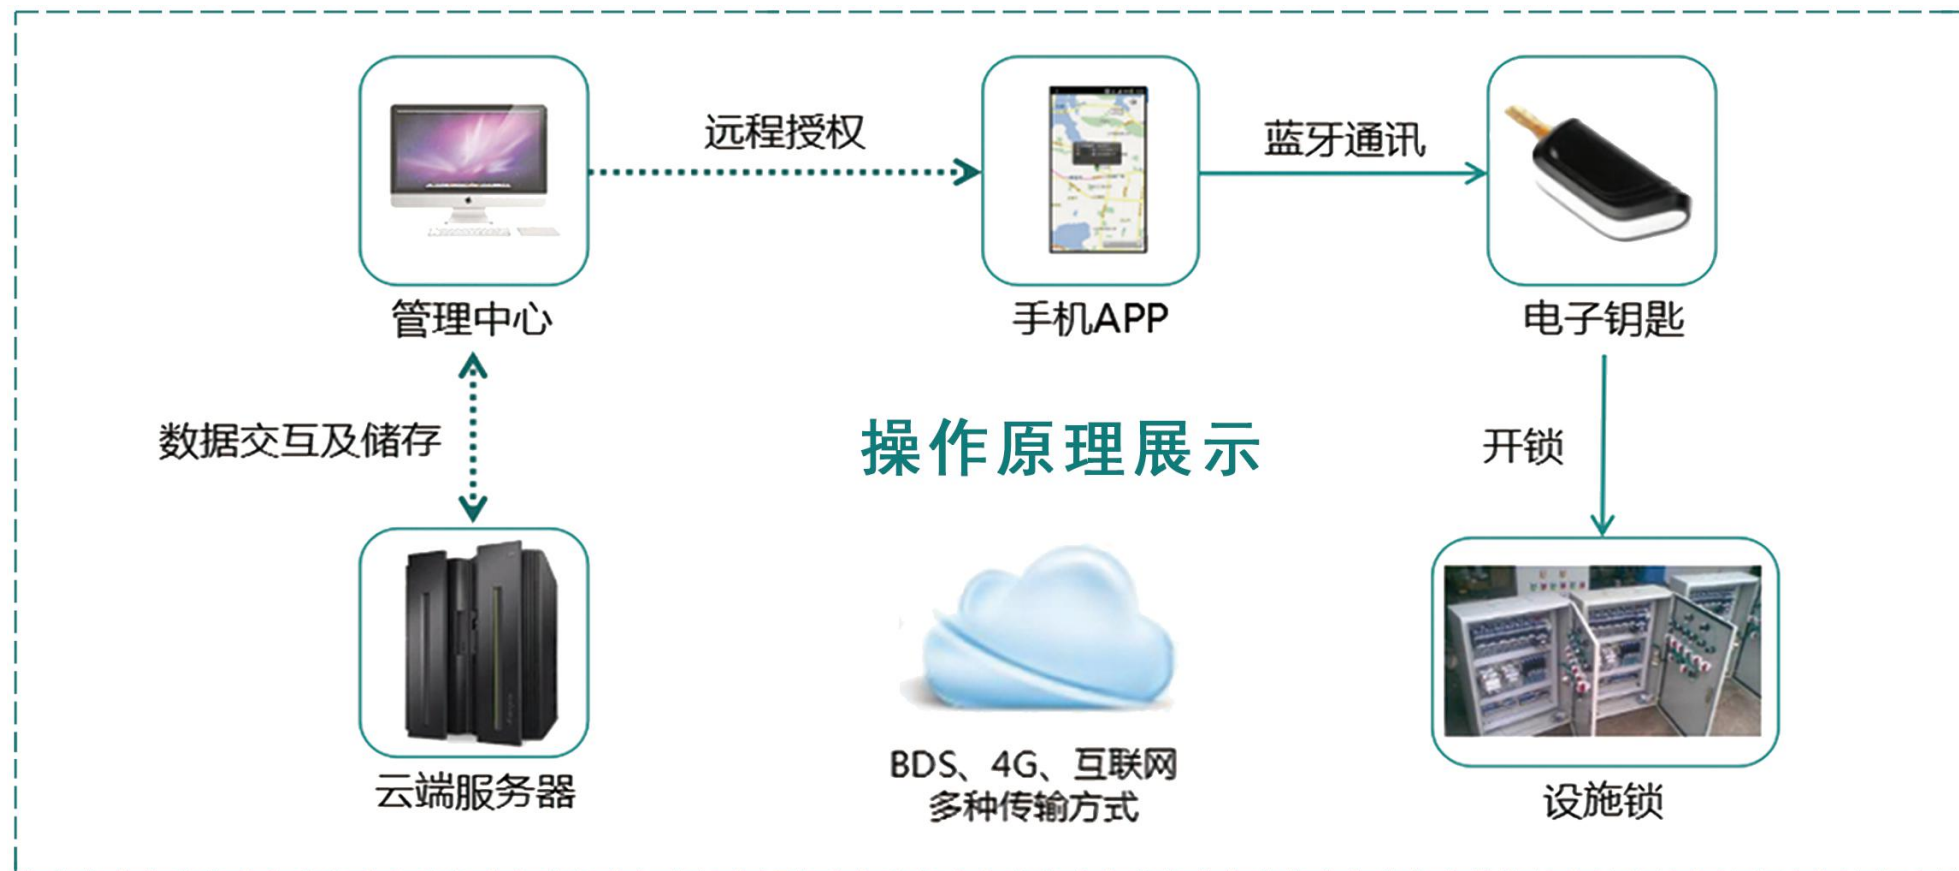 远程授权
蓝牙通讯
管理中心
手机APP
电子钥匙
数据交互及储存
操作原理展示
开锁
云端服务器
BDS、4G、互联网
多种传输方式
设施锁